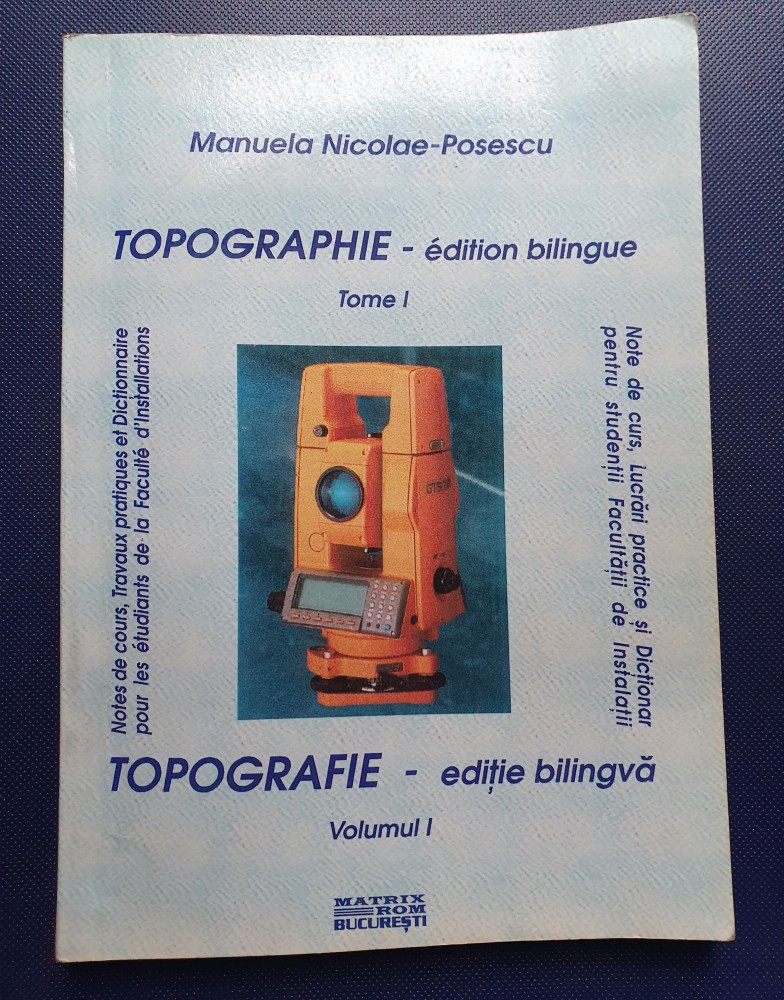 Manuela Nicolae-Posescu
TOPOGRAPHIE - édition bilingue
Tome I
Notes de cours, Travaux pratiques et Dictionnaire
pour les étudiants de la Faculté d'Installations
Note de curs, Lucrări practice și Dicționar
pentru studenții Facultății de Instalații
TOPOGRAFIE - ediție bilingvă
Volumul I
MATRIX
ROM
BUCUREȘTI